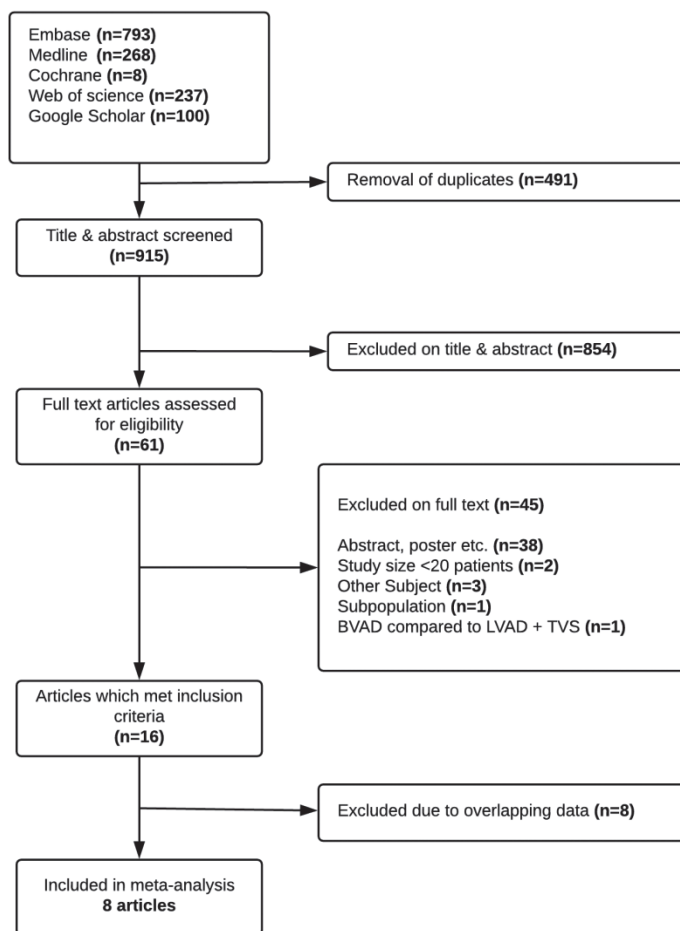 Embase (n=793)
Medline (n=268)
Cochrane (n=8)
Web of science (n=237)
Google Scholar (n=100)
Removal of duplicates (n=491)
Title & abstract screened
(n=915)
Excluded on title & abstract (n=854)
Full text articles assessed
for eligibility
(n=61)
Excluded on full text (n=45)
Abstract, poster etc. (n=38)
Study size <20 patients (n=2)
Other Subject (n=3)
Subpopulation (n=1)
BVAD compared to LVAD + TVS (n=1)
Articles which met inclusion
criteria
(n=16)
Excluded due to overlapping data (n=8)
Included in meta-analysis
8 articles